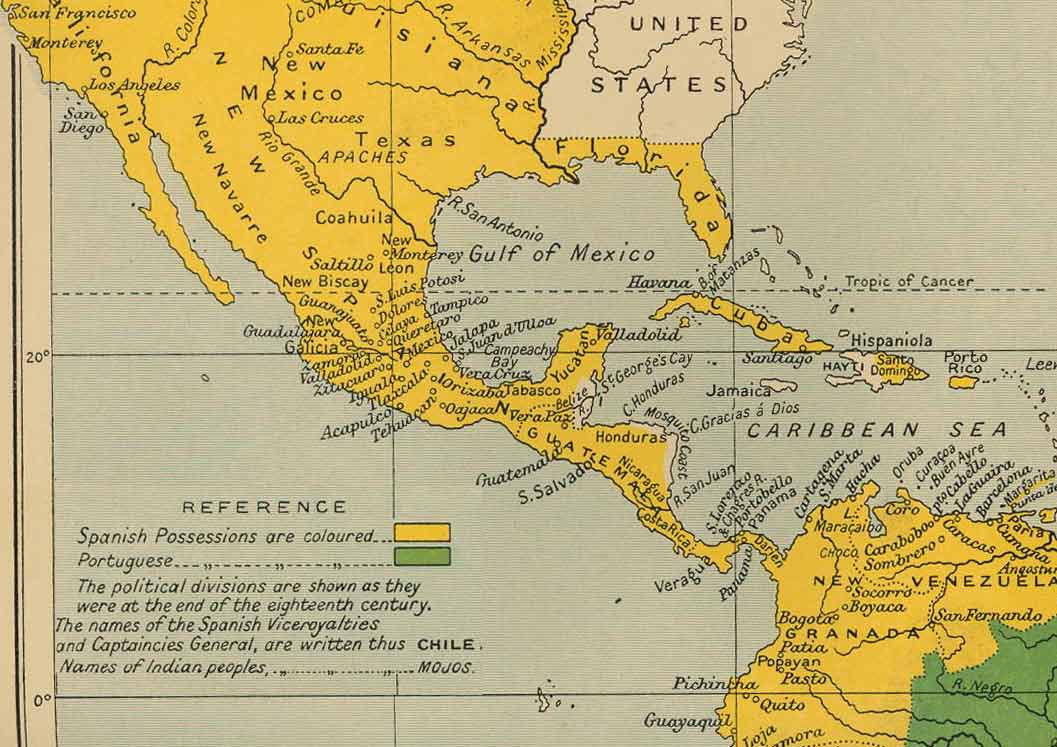 San Francisco
Monterey
California
Los Angeles
San
Diego
R. Color
COM
Louisiana
R. Arkansas
Mississip
R.
UNITED
STATES
Santa Fe
New
Mexico
Las Cruces
Texas
APACHES
Rio Grande
NEW SPAIN
New Navarre
Florida
Coahuila
R. San Antonio
New
Leon
Monterey
Saltillo
Gulf of Mexico
New Biscay
S. Luis Potosi
Guanajuato
Dolores
Tampico
Celaya
Queretaro
Guadalajara
New
Galicia
Mexico
Jalapa
S. Juan d'Ulloa
Zamora
Valladolid
Zitacuaro
Iguala
Tlaxcala
Acapulco
Tehuacan
Campeachy
Bay
Vera Cruz
Orizaba
Tabasco
Oajaca
Yucatan
Valladolid
Havana
B. of
Matanzas
Tropic of Cancer
Cuba
Santiago
Hispaniola
HAYTI
Santo
Domingo
Porto
Rico
Leew
Jamaica
20°
St. George's Cay
C. Honduras
Belize
R.
Vera Paz
C. Gracias á Dios
Mosquito Coast
Honduras
CARIBBEAN SEA
GUATEMALA
Guatemala
S. Salvador
Nicaragua
R. San Juan
Costa Rica
Veragua
S. Lorenzo
& Chagres R.
Portobello
Panama
Panama
Darien
Cartagena
S. Marta
Hacha
Oruba
Curaçoa
Buen Ayre
Pto Cabello
La Guaira
Barcelona
Margarita
Punta de
Paria
Cumana
Angostu
L.
Maracaibo
Coro
CHOCO
Carabobo
Sombrero
Caracas
NEW
GRANADA
VENEZUELA
Socorro
Boyaca
Bogota
San Fernando
Patia
Popayan
Pasto
Pichincha
Quito
Guayaquil
Loja
Zamora
R. Negro
REFERENCE
Spanish Possessions are coloured
Portuguese „ „ „
The political divisions are shown as they
were at the end of the eighteenth century.
The names of the Spanish Viceroyalties
and Captaincies General, are written thus CHILE.
Names of Indian peoples, „ „ „ MOJOS.
0°